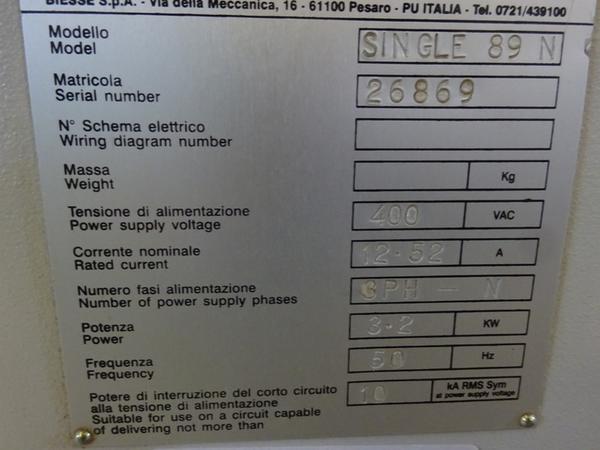 BIESSE S.p.A. - Via della Meccanica, 16 - 61100 Pesaro - PU ITALIA - Tel. 0721/439100
Modello
Model
SINGLE 89 N
Matricola
Serial number
26869
N° Schema elettrico
Wiring diagram number
Massa
Weight
Kg
Tensione di alimentazione
Power supply voltage
400 VAC
Corrente nominale
Rated current
12.52 A
Numero fasi alimentazione
Number of power supply phases
3PH - N
Potenza
Power
3.2 KW
Frequenza
Frequency
50 Hz
Potere di interruzione del corto circuito
alla tensione di alimentazione
Suitable for use on a circuit capable
of delivering not more than
10 kA RMS Sym
at power supply voltage